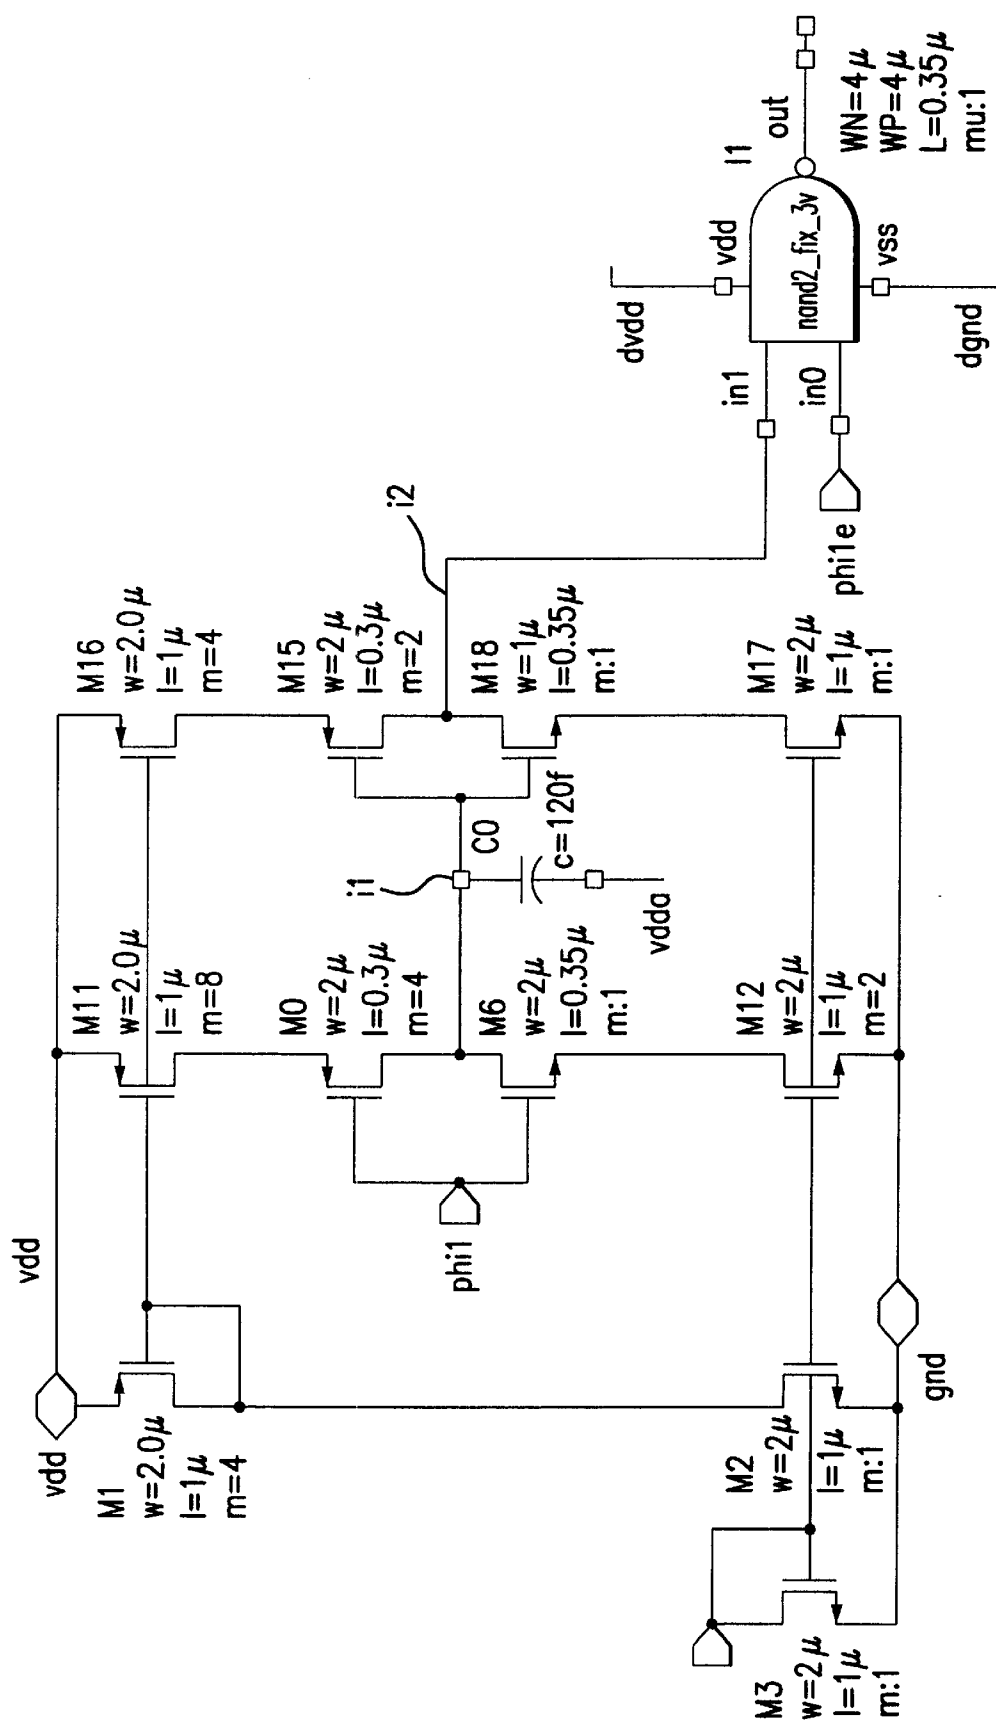 vdd
vdd
M1
w=2.0μ
l=1μ
m=4
M11
w=2.0μ
l=1μ
m=8
M16
w=2.0μ
l=1μ
m=4
M0
w=2μ
l=0.3μ
m=4
M15
w=2μ
l=0.3μ
m=2
phi1
i1
C0
c=120f
vdda
i2
M6
w=2μ
l=0.35μ
m:1
M18
w=1μ
l=0.35μ
m:1
M3
w=2μ
l=1μ
m:1
M2
w=2μ
l=1μ
m:1
M12
w=2μ
l=1μ
m=2
M17
w=2μ
l=1μ
m:1
gnd
dvdd
vdd
I1
in1
in0
nand2_fix_3v
out
phi1e
vss
dgnd
WN=4μ
WP=4μ
L=0.35μ
mu:1